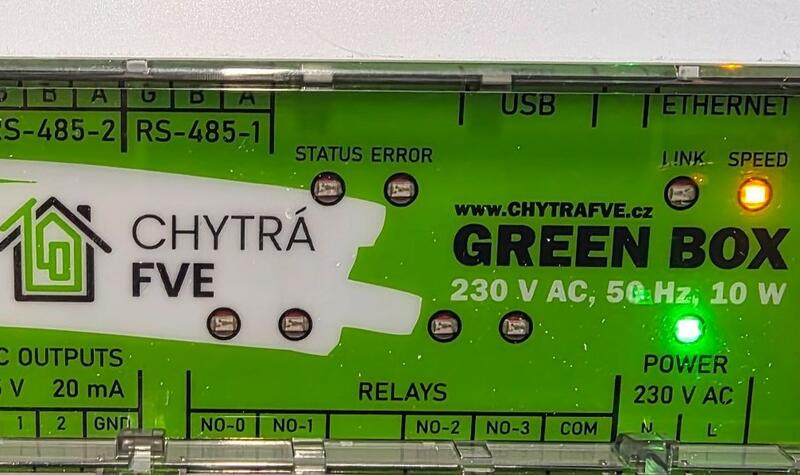 B A G B A USB ETHERNET
RS-485-2 RS-485-1
STATUS ERROR LINK SPEED
www.CHYTRAFVE.cz
CHYTRÁ
FVE
GREEN BOX
230 V AC, 50 Hz, 10 W
OUTPUTS
V 20 mA
1 2 GND
RELAYS
NO-0 NO-1 NO-2 NO-3 COM
POWER
230 V AC
N L